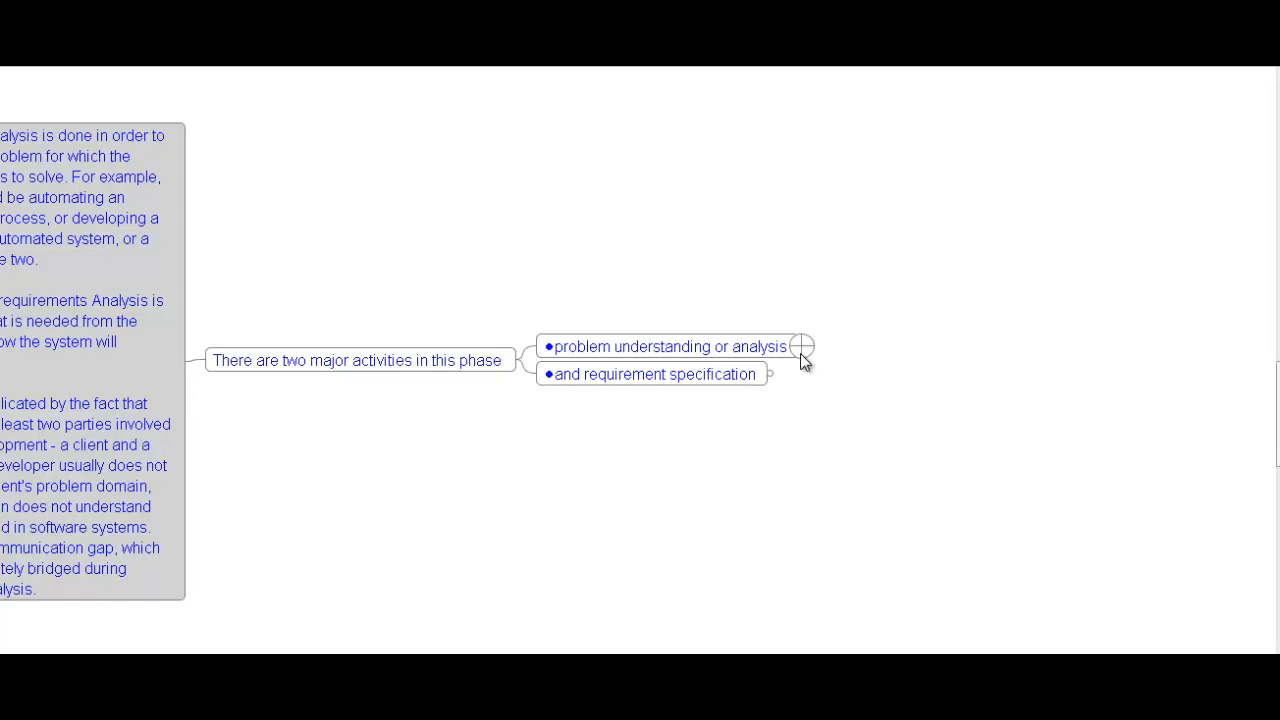 alysis is done in order to
oblem for which the
s to solve. For example,
d be automating an
rocess, or developing a
utomated system, or a
e two.
requirements Analysis is
at is needed from the
ow the system will
licated by the fact that
least two parties involved
opment - a client and a
eveloper usually does not
ent's problem domain,
n does not understand
d in software systems.
mmunication gap, which
tely bridged during
alysis.
There are two major activities in this phase
•problem understanding or analysis
•and requirement specification